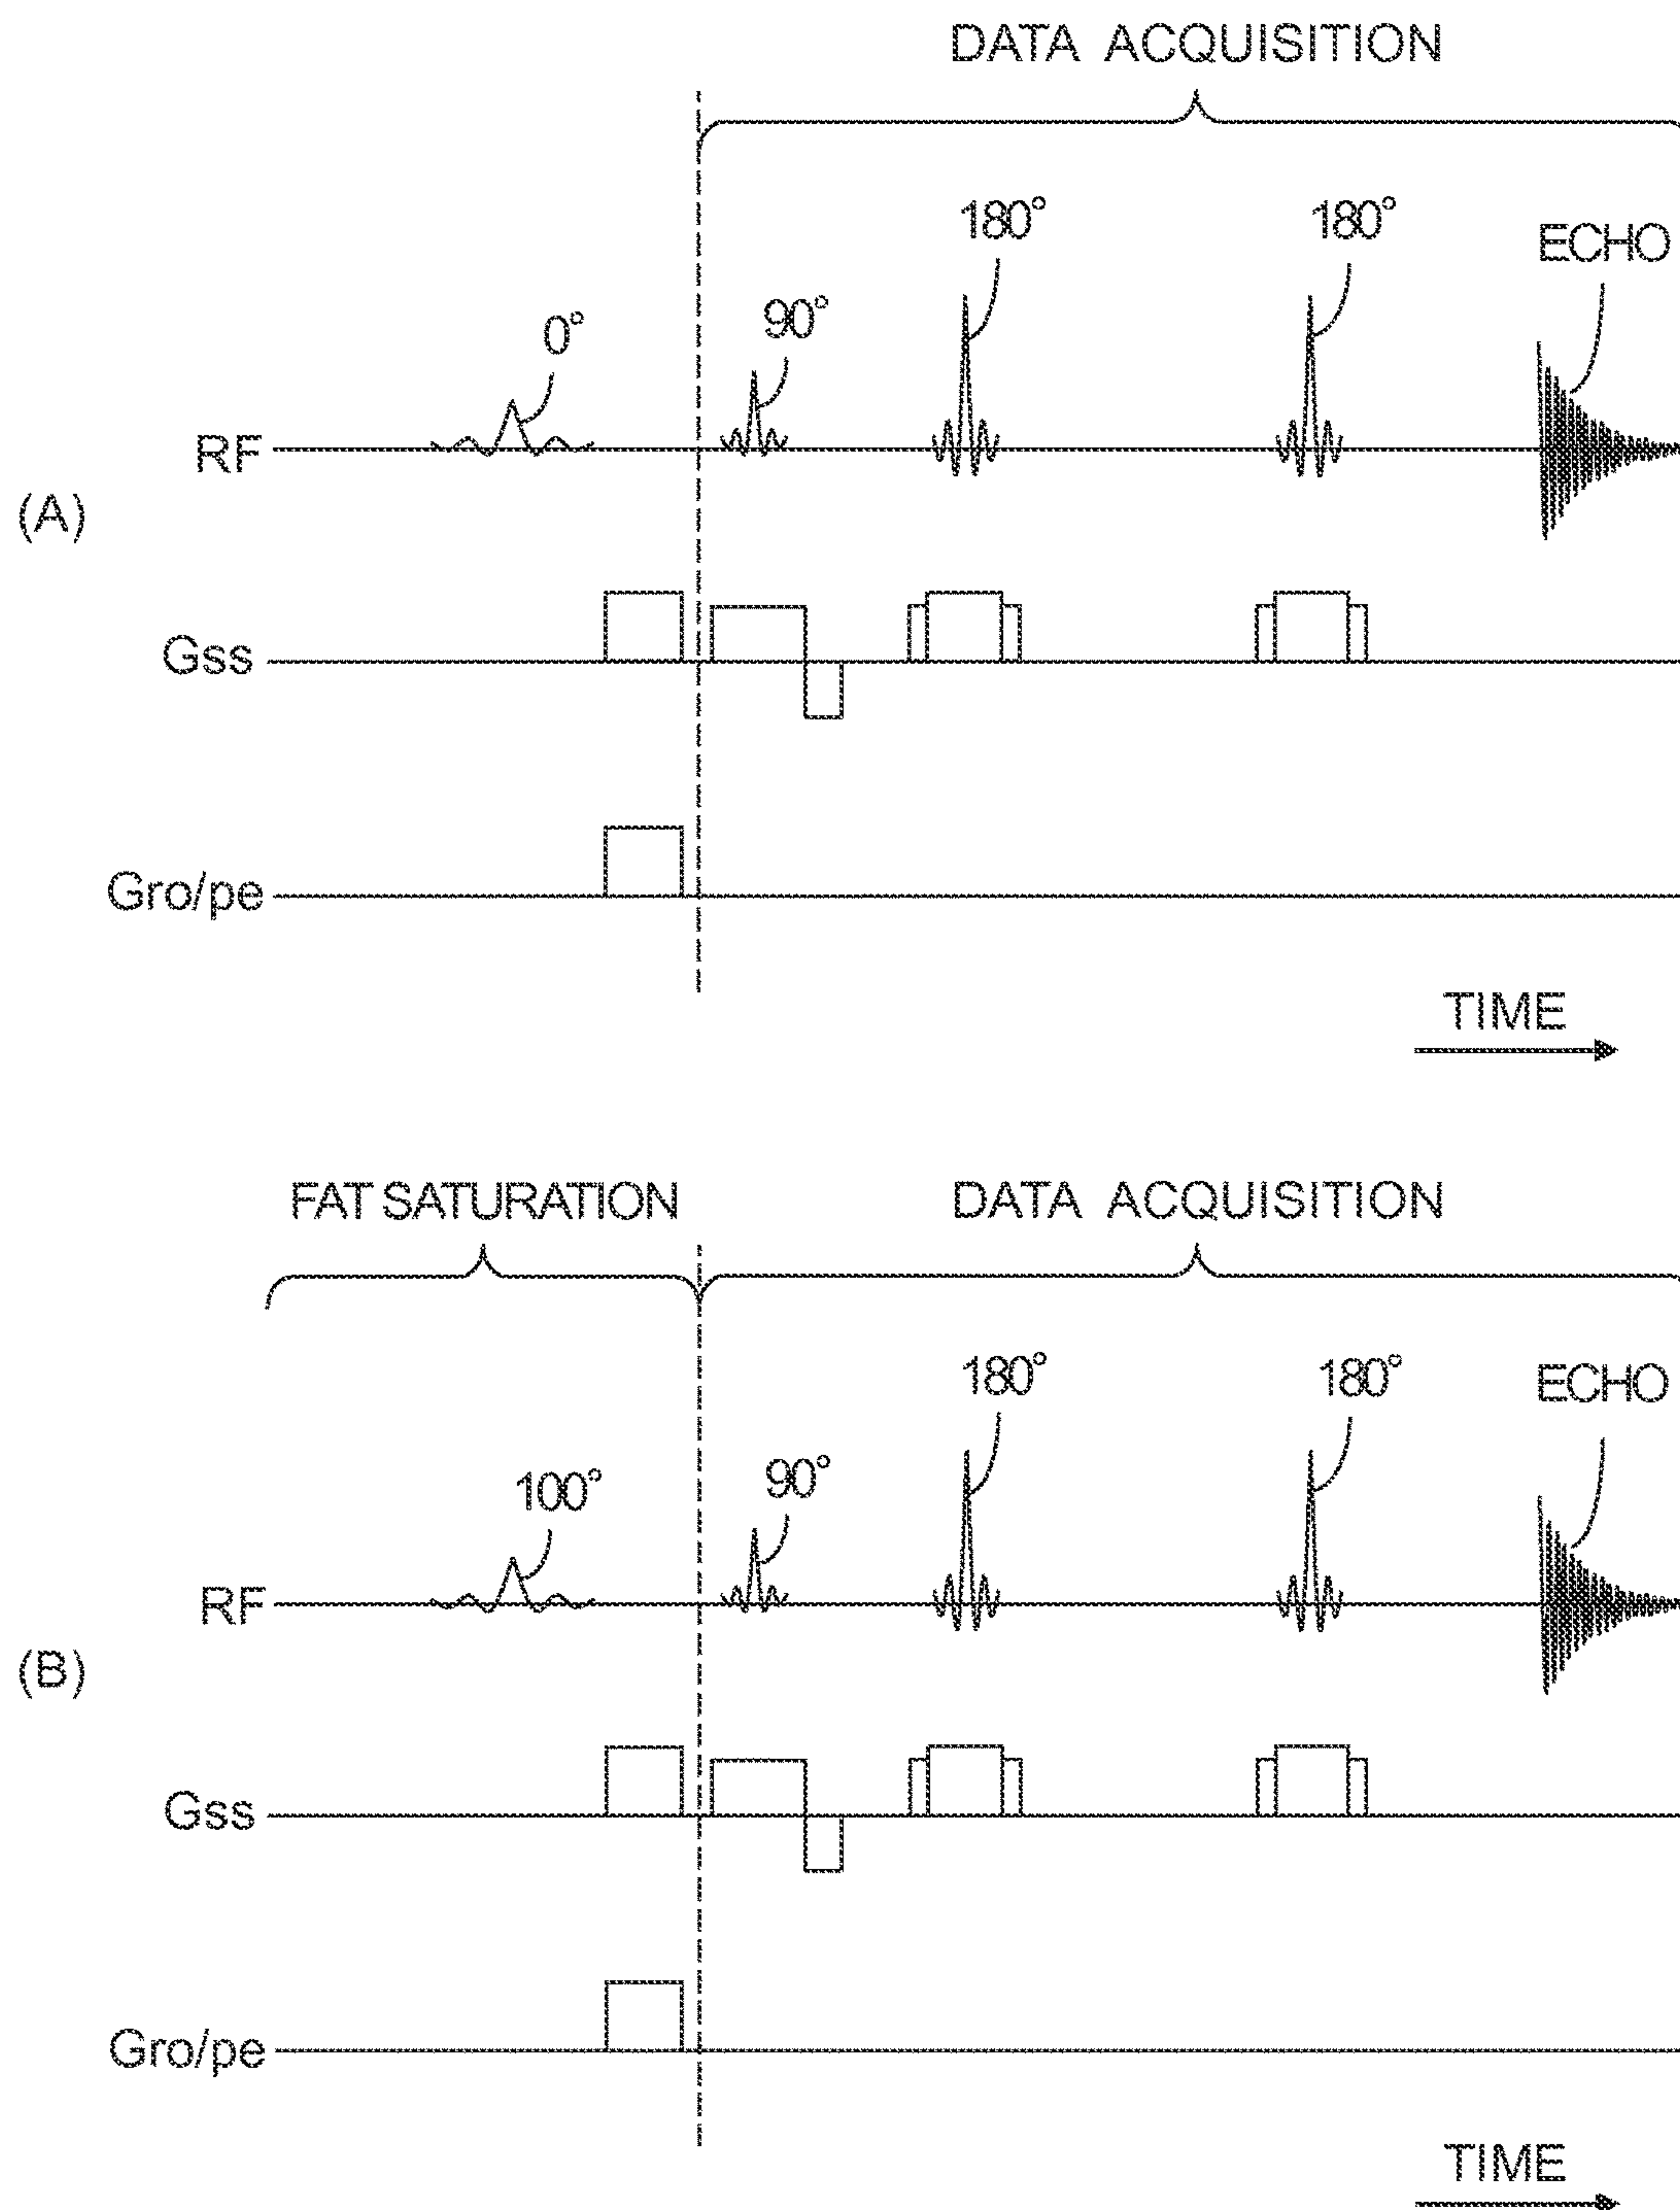 DATA ACQUISITION
180°
180°
ECHO
90°
0°
RF
(A)
Gss
Gro/pe
TIME
FAT SATURATION
DATA ACQUISITION
180°
180°
ECHO
100°
90°
RF
(B)
Gss
Gro/pe
TIME